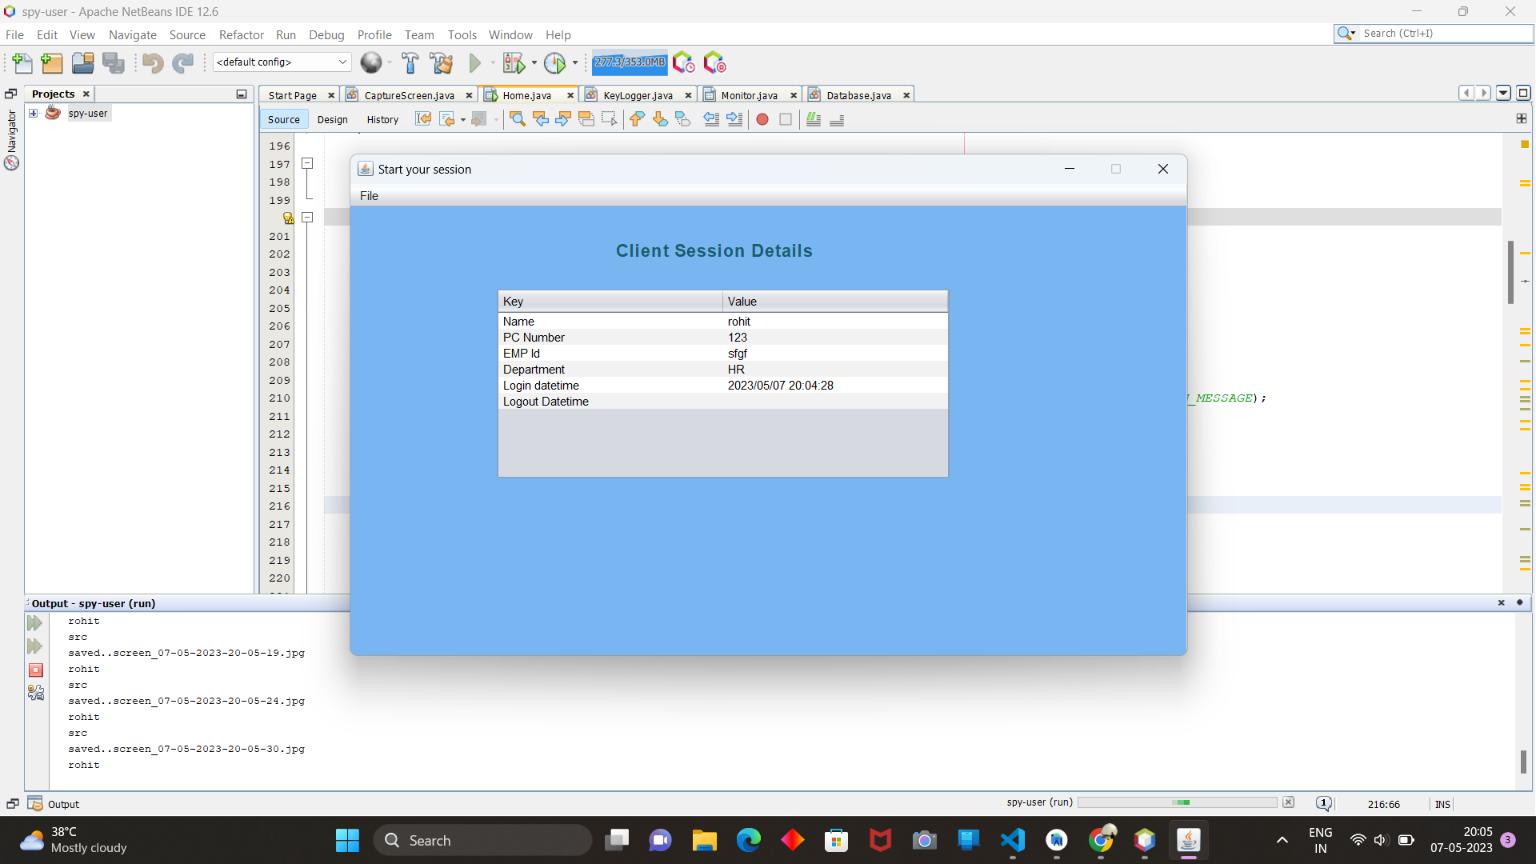 spy-user - Apache NetBeans IDE 12.6
File Edit View Navigate Source Refactor Run Debug Profile Team Tools Window Help
Search (Ctrl+I)
<default config>
277.3/353.0MB
Projects
Start Page
CaptureScreen.java
Home.java
KeyLogger.java
Monitor.java
Database.java
Navigator
spy-user
Source Design History
196
197
198
199
201
202
203
204
205
206
207
208
209
210
211
212
213
214
215
216
217
218
219
220
_MESSAGE);
Start your session
File
Client Session Details
Key Value
Name rohit
PC Number 123
EMP Id sfgf
Department HR
Login datetime 2023/05/07 20:04:28
Logout Datetime
Output - spy-user (run)
rohit
src
saved..screen_07-05-2023-20-05-19.jpg
rohit
src
saved..screen_07-05-2023-20-05-24.jpg
rohit
src
saved..screen_07-05-2023-20-05-30.jpg
rohit
Output
spy-user (run)
1
216:66
INS
38°C
Mostly cloudy
Search
ENG
IN
20:05
07-05-2023
3